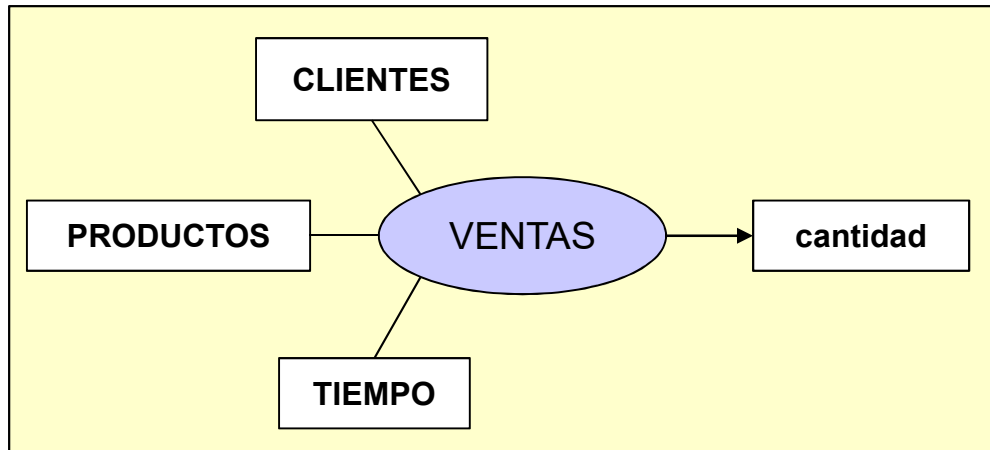 CLIENTES
PRODUCTOS
VENTAS
cantidad
TIEMPO